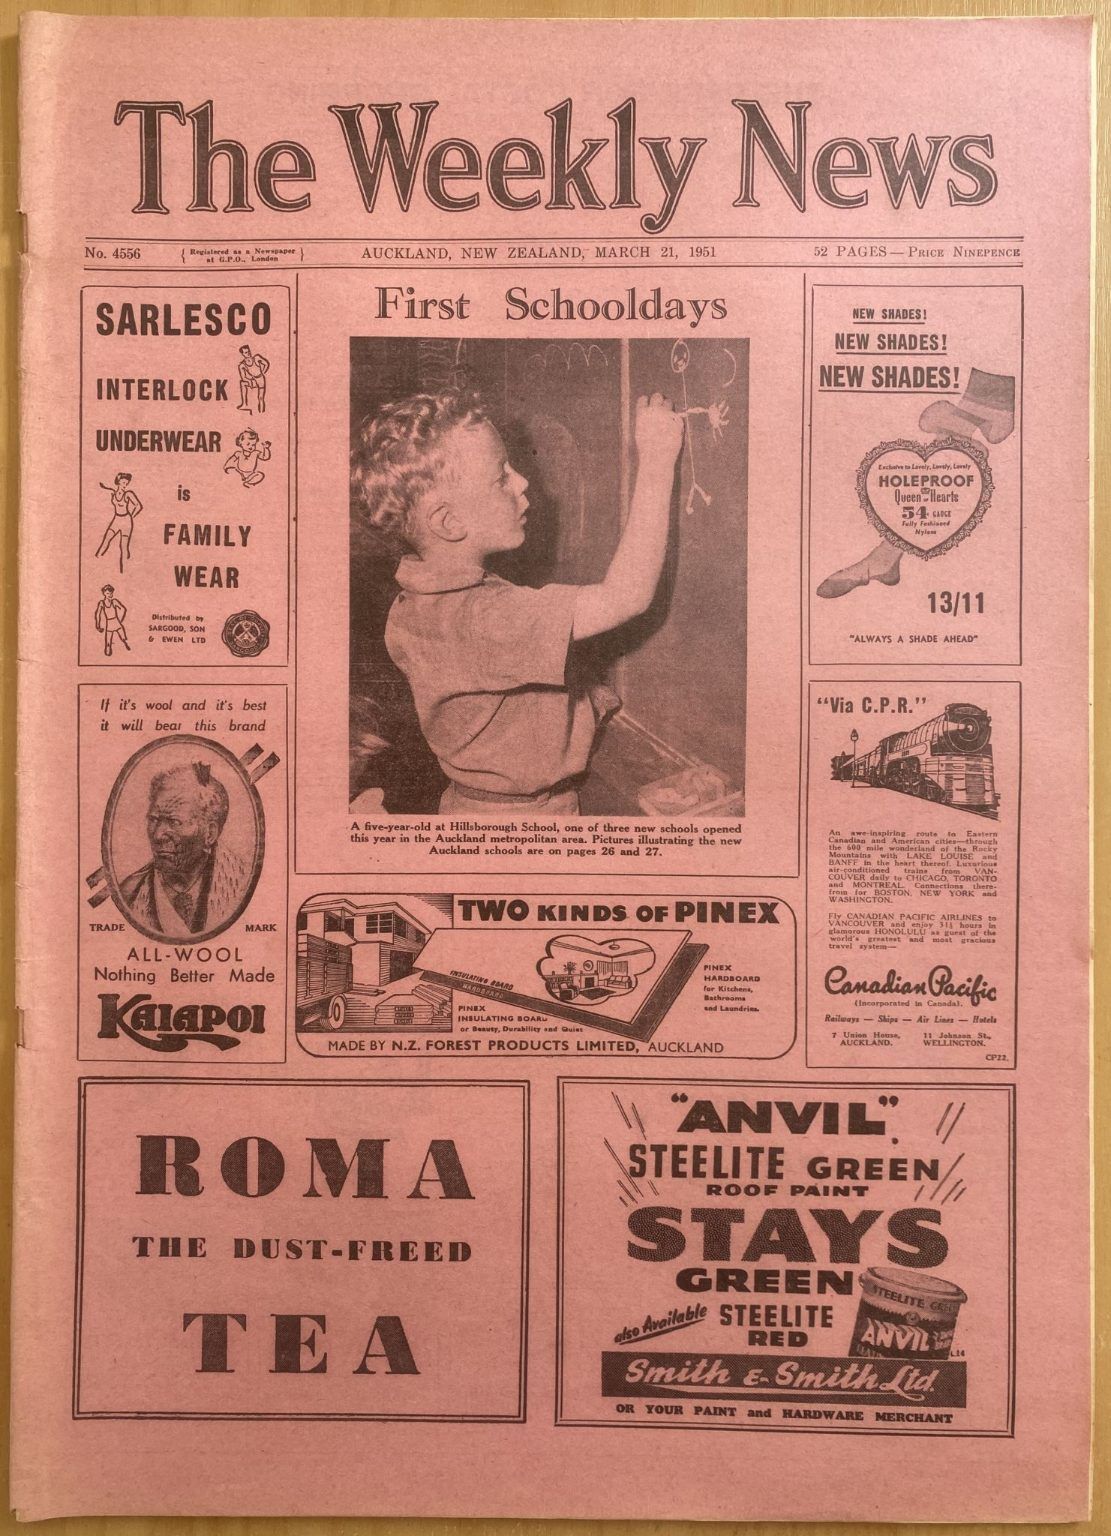 The Weekly News
No. 4556
{ Registered as a Newspaper
at G.P.O., London }
AUCKLAND, NEW ZEALAND, MARCH 21, 1951
52 PAGES — PRICE NINEPENCE
SARLESCO
INTERLOCK
UNDERWEAR
is
FAMILY
WEAR
Distributed by
SARGOOD, SON
& EWEN LTD
First Schooldays
A five-year-old at Hillsborough School, one of three new schools opened
this year in the Auckland metropolitan area. Pictures illustrating the new
Auckland schools are on pages 26 and 27.
NEW SHADES!
NEW SHADES!
NEW SHADES!
Exclusive to Lovely, Lovely, Lovely
HOLEPROOF
Queen of Hearts
54 GAUGE
Fully Fashioned
Nylons
13/11
"ALWAYS A SHADE AHEAD"
If it's wool and it's best
it will bear this brand
TRADE MARK
ALL-WOOL
Nothing Better Made
KAIAPOI
TWO KINDS OF PINEX
INSULATING BOARD
HARDBOARD
PINEX
HARDBOARD
for Kitchens,
Bathrooms
and Laundries.
PINEX
INSULATING BOARD
or Beauty, Durability and Quiet
MADE BY N.Z. FOREST PRODUCTS LIMITED, AUCKLAND
"Via C.P.R."
An awe-inspiring route to Eastern
Canadian and American cities—through
the 600 mile wonderland of the Rocky
Mountains with LAKE LOUISE and
BANFF in the heart thereof. Luxurious
air-conditioned trains from VAN-
COUVER daily to CHICAGO, TORONTO
and MONTREAL. Connections there-
from for BOSTON, NEW YORK and
WASHINGTON.
Fly CANADIAN PACIFIC AIRLINES to
VANCOUVER and enjoy 3½ hours in
glamorous HONOLULU as guest of the
world's greatest and most gracious
travel system—
Canadian Pacific
(Incorporated in Canada).
Railways — Ships — Air Lines — Hotels
7 Union House,
AUCKLAND.
11 Johnson St.,
WELLINGTON.
CP22.
ROMA
THE DUST-FREED
TEA
"ANVIL"
STEELITE GREEN
ROOF PAINT
STAYS
GREEN
also Available STEELITE
RED
STEELITE GREEN
ANVIL
Smith & Smith Ltd.
OR YOUR PAINT and HARDWARE MERCHANT